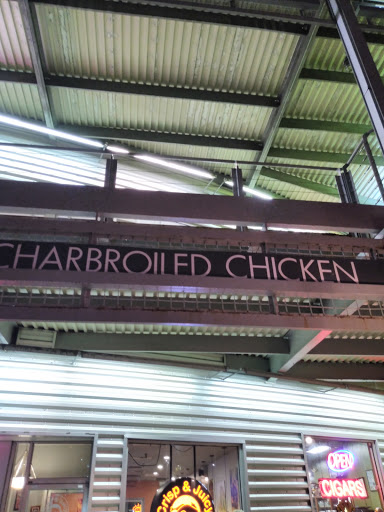 CHARBROILED CHICKEN
Crisp & Juicy
OPEN
CIGARS